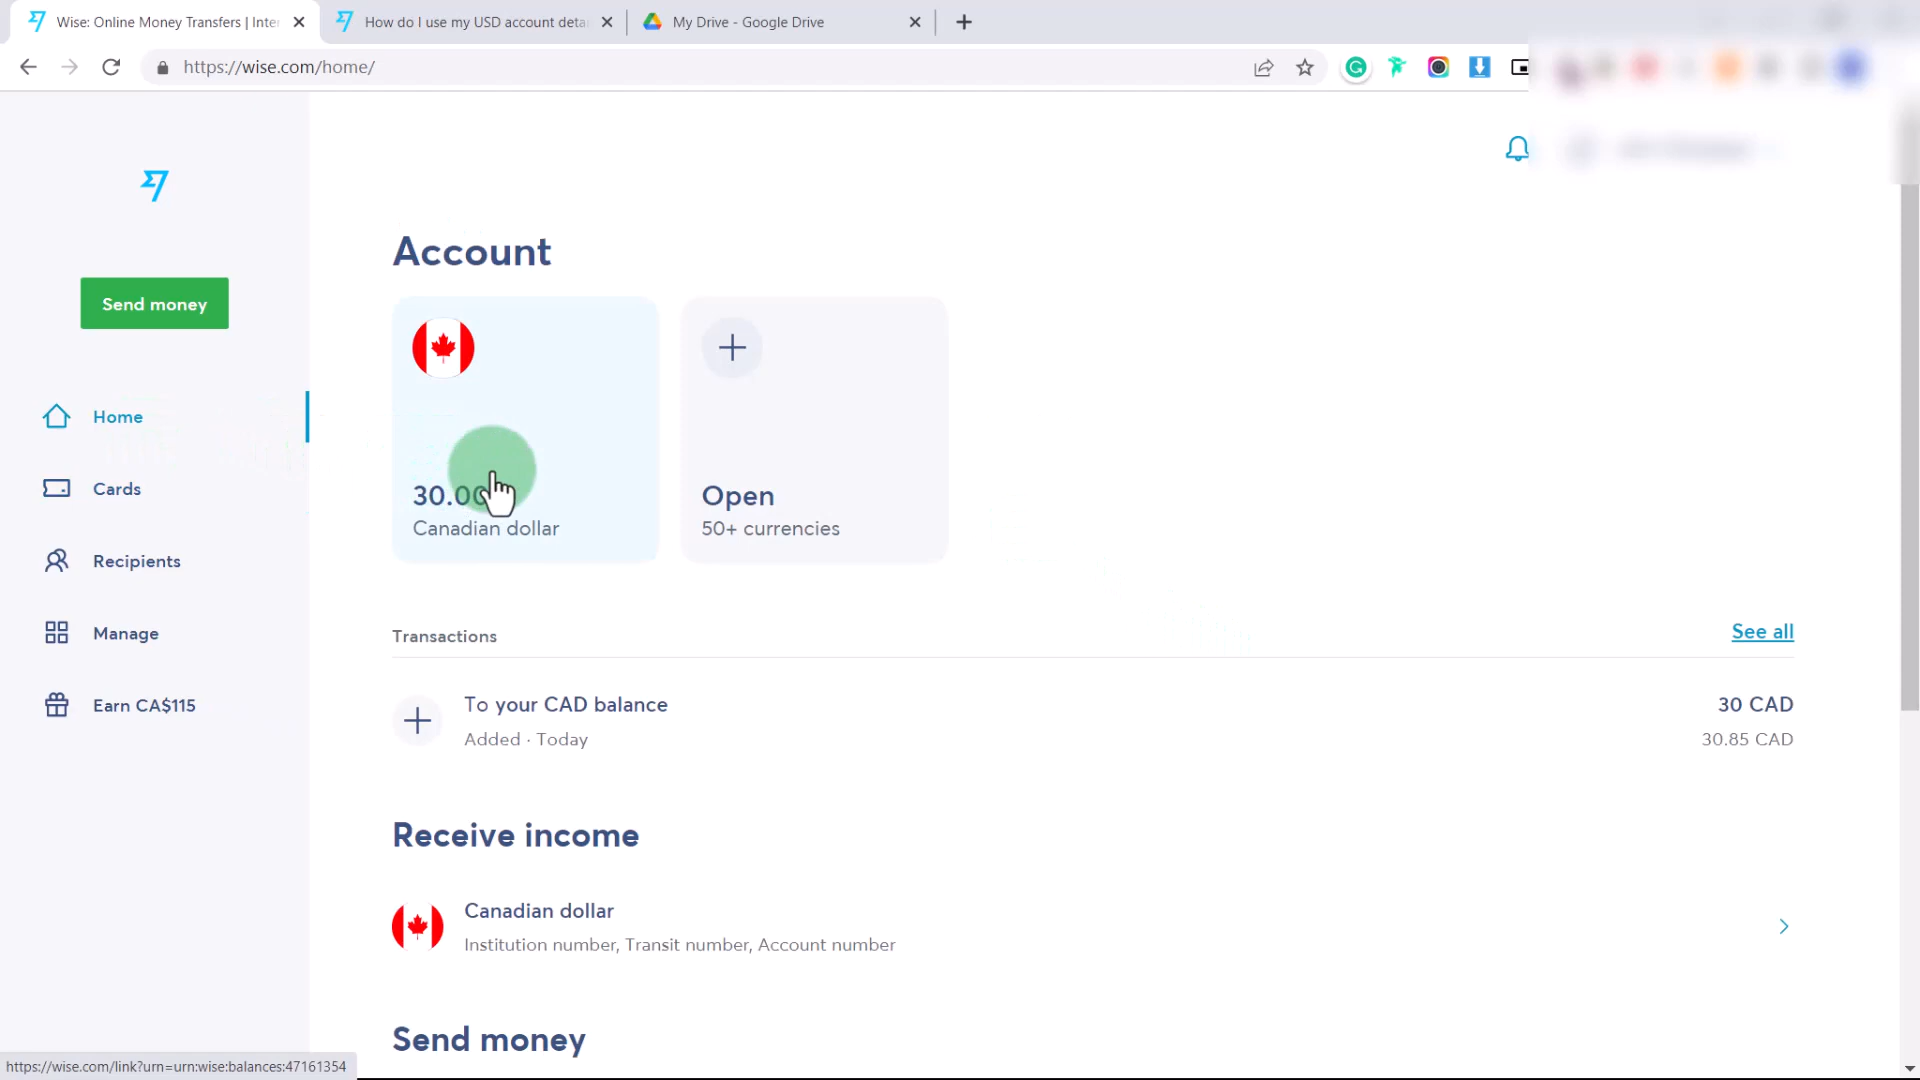 Wise: Online Money Transfers | Inte
How do I use my USD account deta
My Drive - Google Drive
https://wise.com/home/
Send money
Home
Cards
Recipients
Manage
Earn CA$115
Account
30.00
Canadian dollar
Open
50+ currencies
Transactions
See all
To your CAD balance
30 CAD
Added · Today
30.85 CAD
Receive income
Canadian dollar
Institution number, Transit number, Account number
Send money
https://wise.com/link?urn=urn:wise:balances:47161354